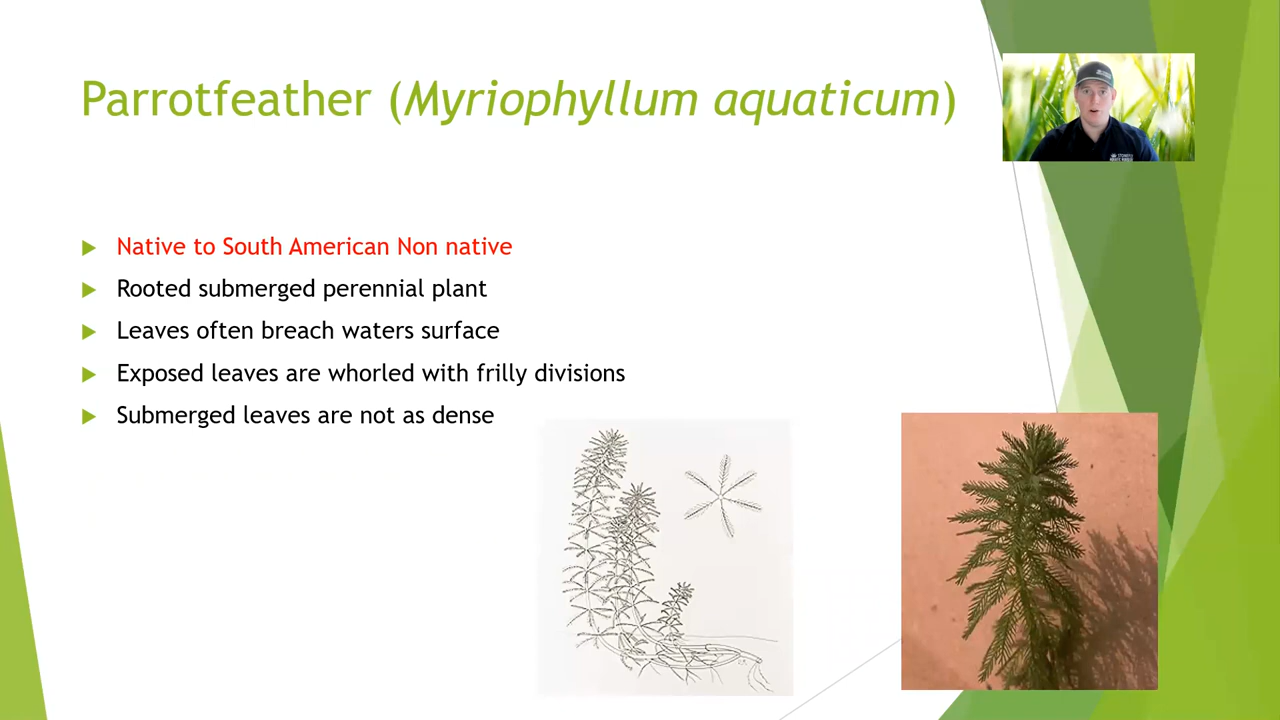 Parrotfeather (Myriophyllum aquaticum)
Native to South American Non native
Rooted submerged perennial plant
Leaves often breach waters surface
Exposed leaves are whorled with frilly divisions
Submerged leaves are not as dense